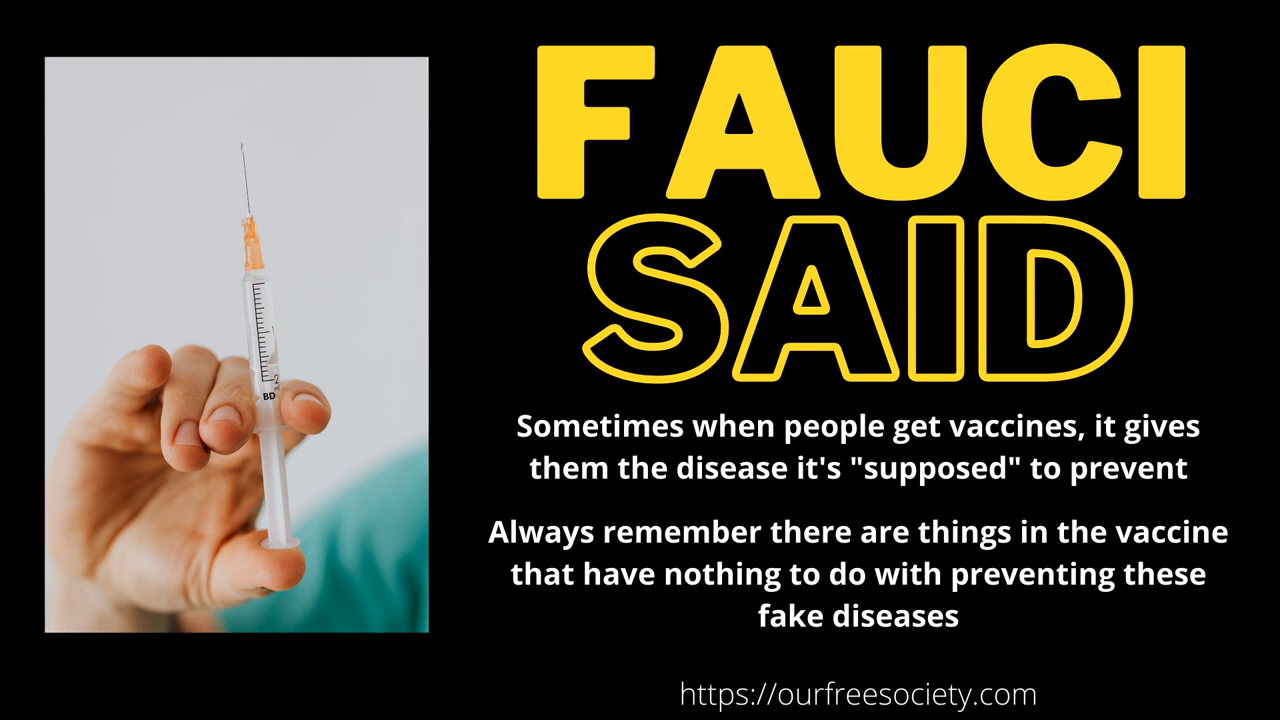 FAUCI
SAID
Sometimes when people get vaccines, it gives
them the disease it's "supposed" to prevent
Always remember there are things in the vaccine
that have nothing to do with preventing these
fake diseases
https://ourfreesociety.com
BD